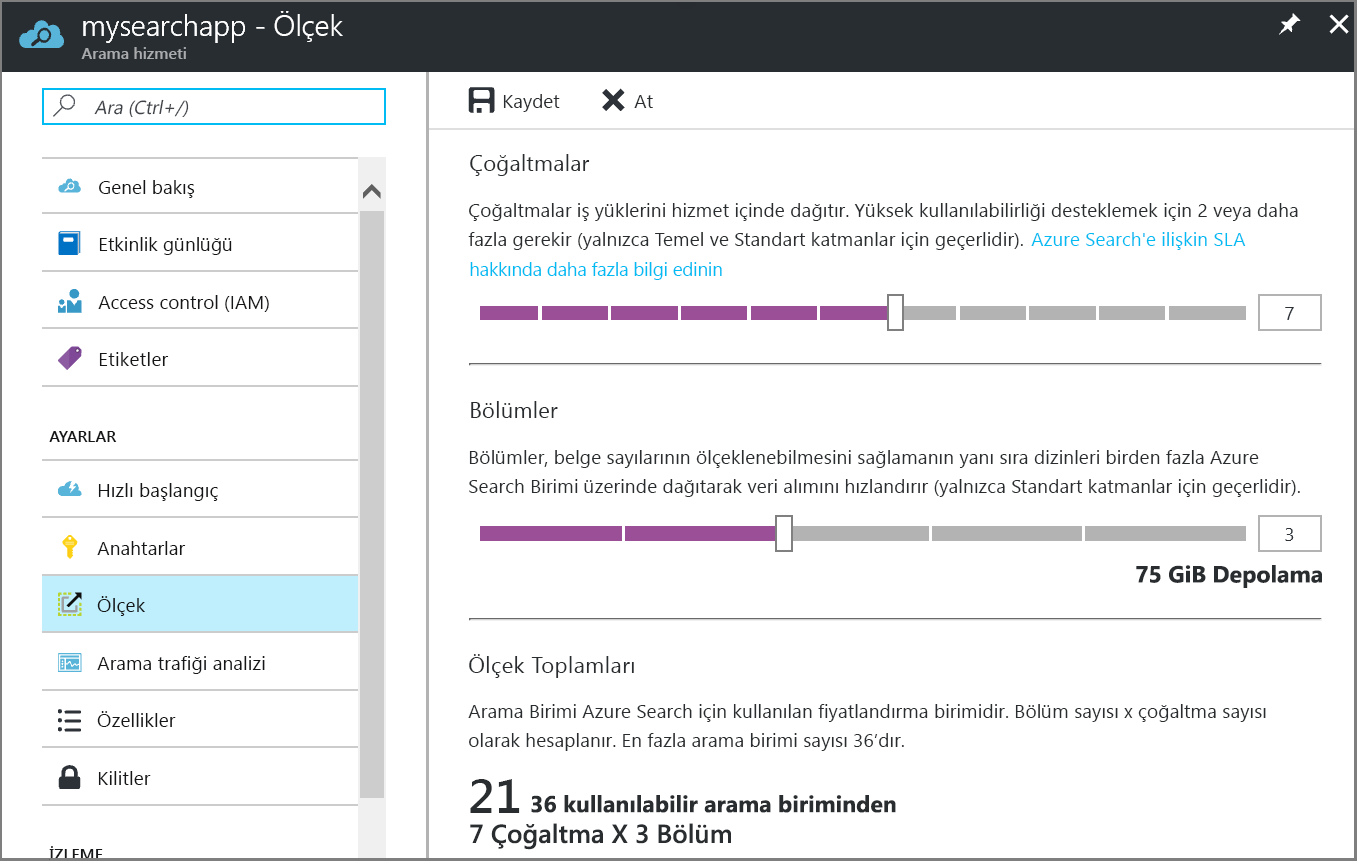 mysearchapp - Ölçek
Arama hizmeti
Ara (Ctrl+/)
Genel bakış
Etkinlik günlüğü
Access control (IAM)
Etiketler
AYARLAR
Hızlı başlangıç
Anahtarlar
Ölçek
Arama trafiği analizi
Özellikler
Kilitler
İZLEME
Kaydet
At
Çoğaltmalar
Çoğaltmalar iş yüklerini hizmet içinde dağıtır. Yüksek kullanılabilirliği desteklemek için 2 veya daha
fazla gerekir (yalnızca Temel ve Standart katmanlar için geçerlidir). Azure Search'e ilişkin SLA
hakkında daha fazla bilgi edinin
7
Bölümler
Bölümler, belge sayılarının ölçeklenebilmesini sağlamanın yanı sıra dizinleri birden fazla Azure
Search Birimi üzerinde dağıtarak veri alımını hızlandırır (yalnızca Standart katmanlar için geçerlidir).
3
75 GiB Depolama
Ölçek Toplamları
Arama Birimi Azure Search için kullanılan fiyatlandırma birimidir. Bölüm sayısı x çoğaltma sayısı
olarak hesaplanır. En fazla arama birimi sayısı 36’dır.
21 36 kullanılabilir arama biriminden
7 Çoğaltma X 3 Bölüm